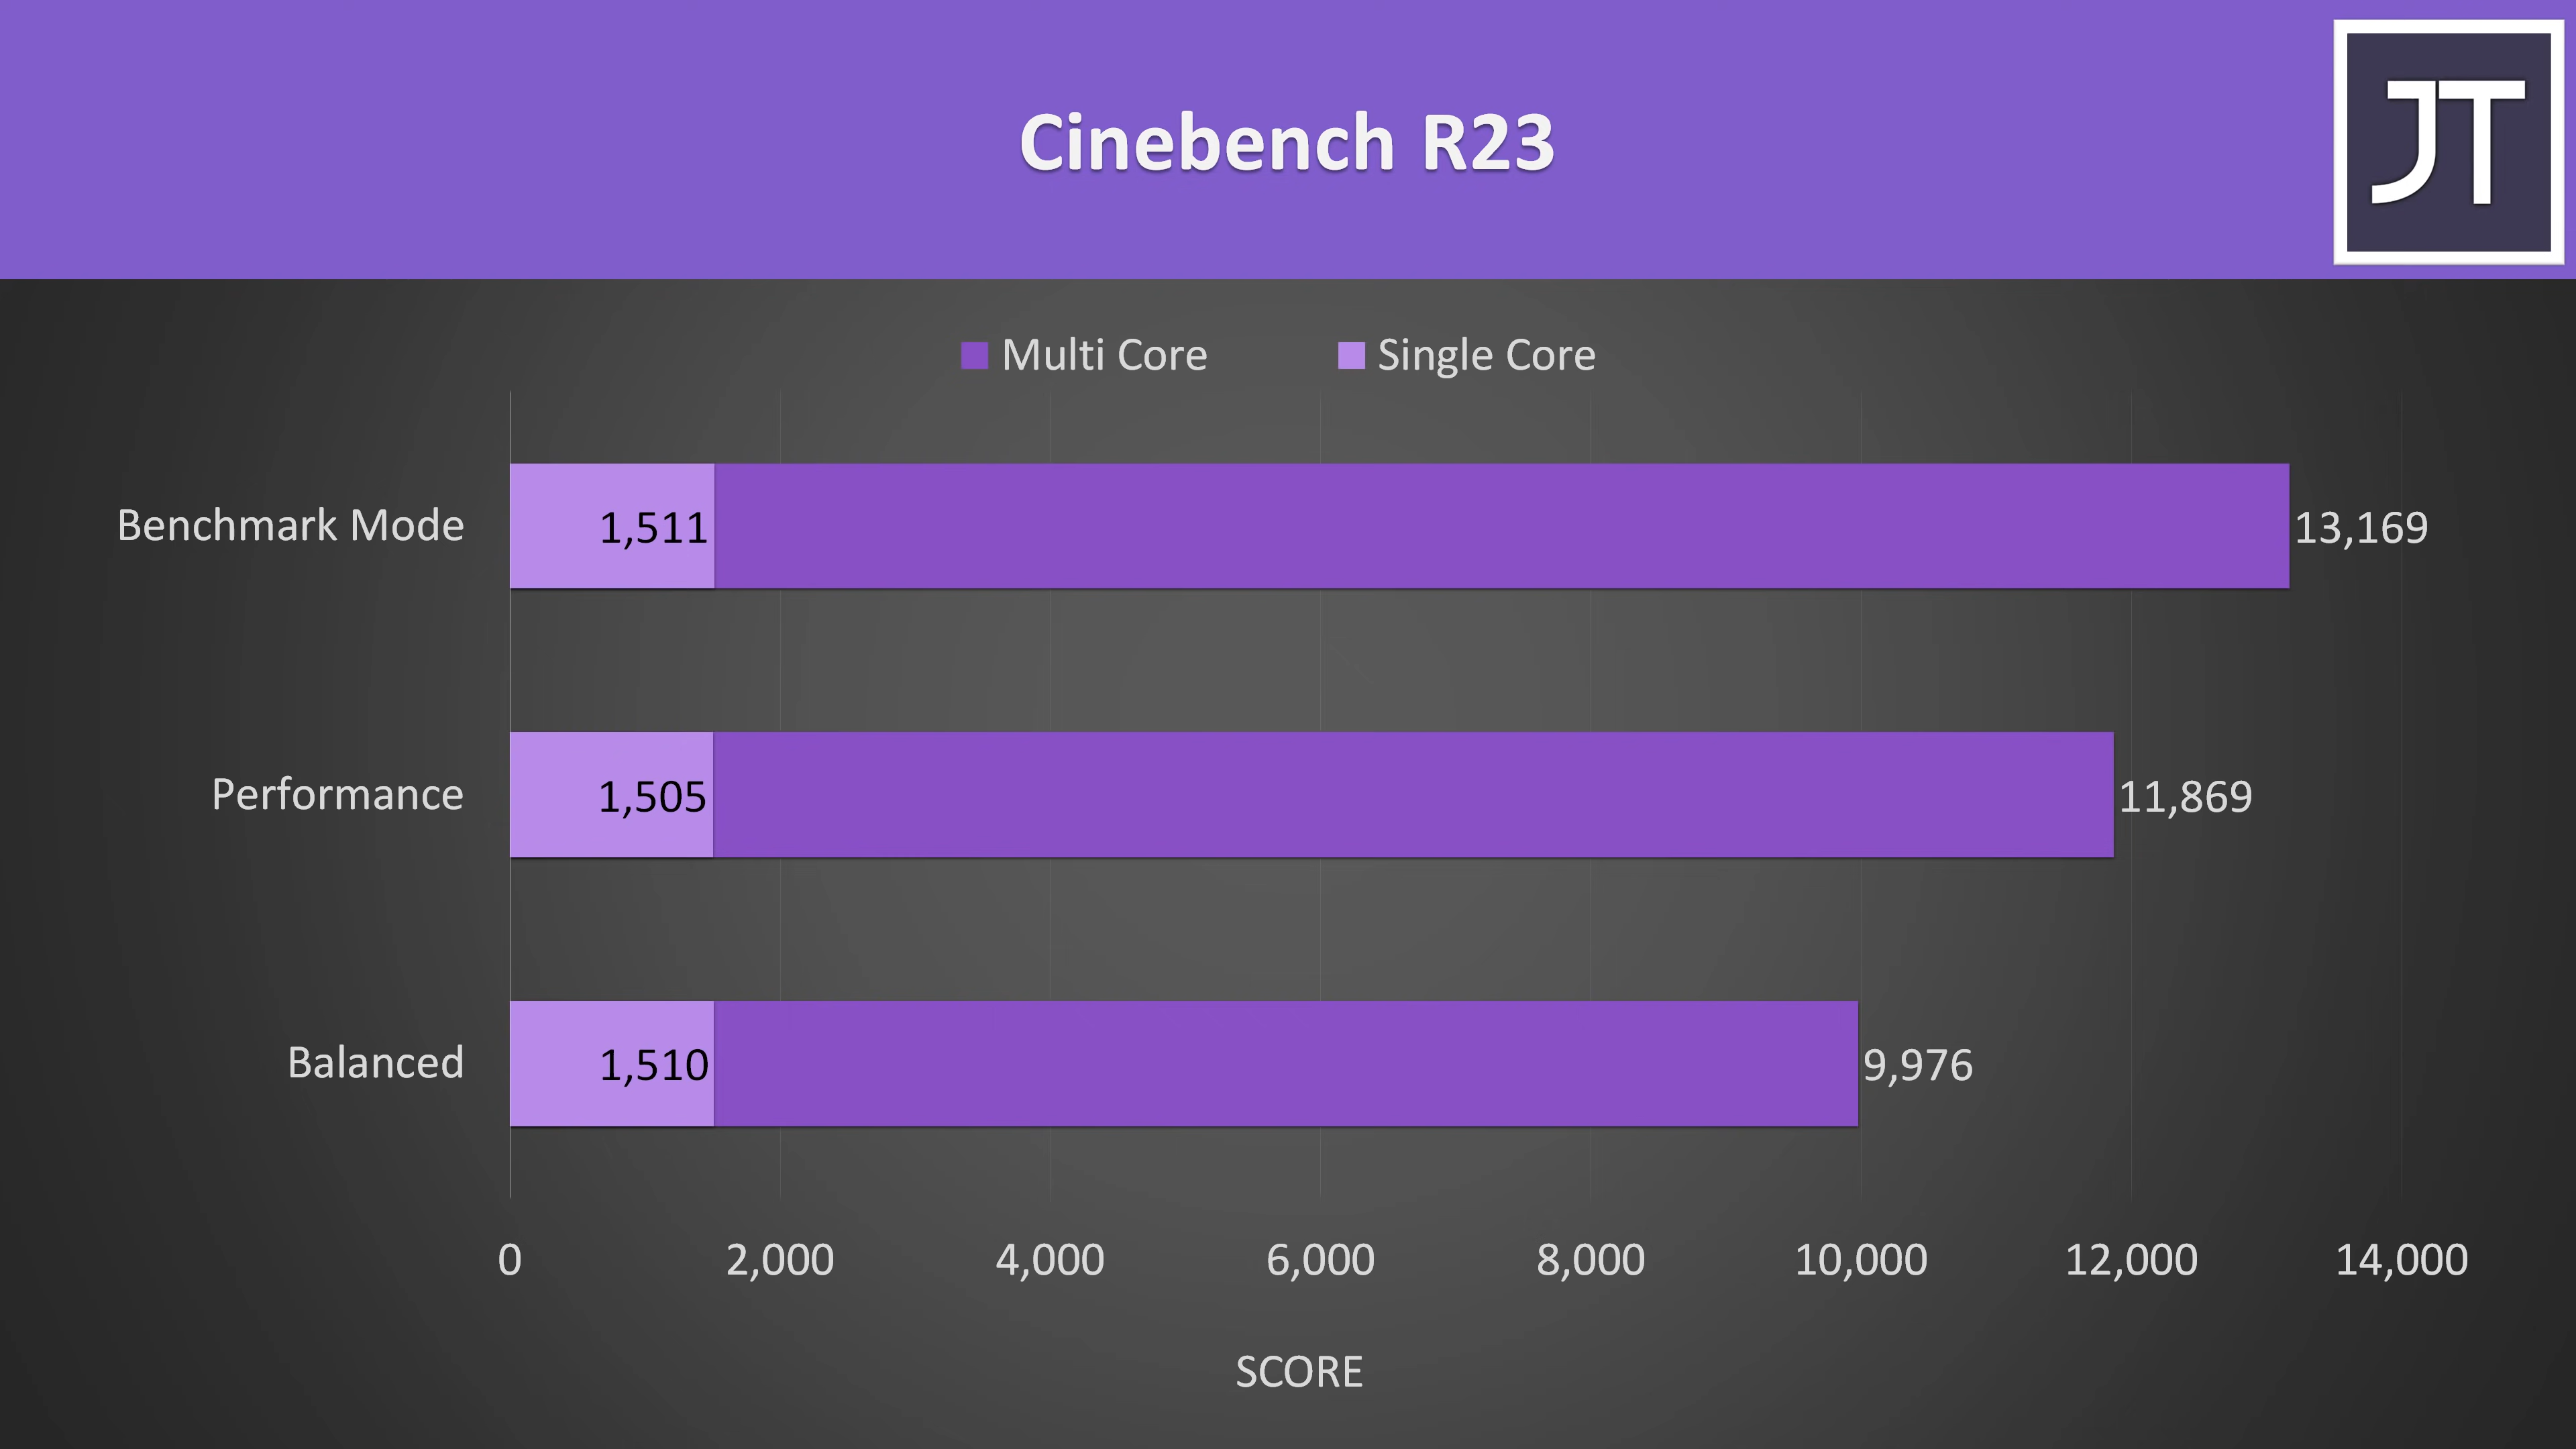 Cinebench R23
JT
Multi Core
Single Core
Benchmark Mode
1,511
13,169
Performance
1,505
11,869
Balanced
1,510
9,976
0
2,000
4,000
6,000
8,000
10,000
12,000
14,000
SCORE